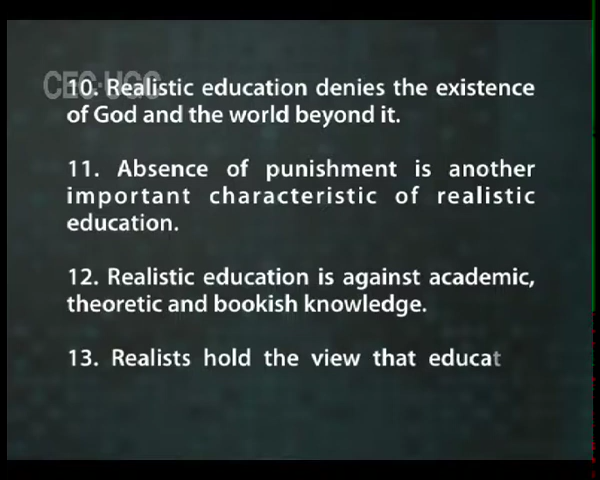 CEC-UGC
10. Realistic education denies the existence
of God and the world beyond it.
11. Absence of punishment is another
important characteristic of realistic
education.
12. Realistic education is against academic,
theoretic and bookish knowledge.
13. Realists hold the view that educat